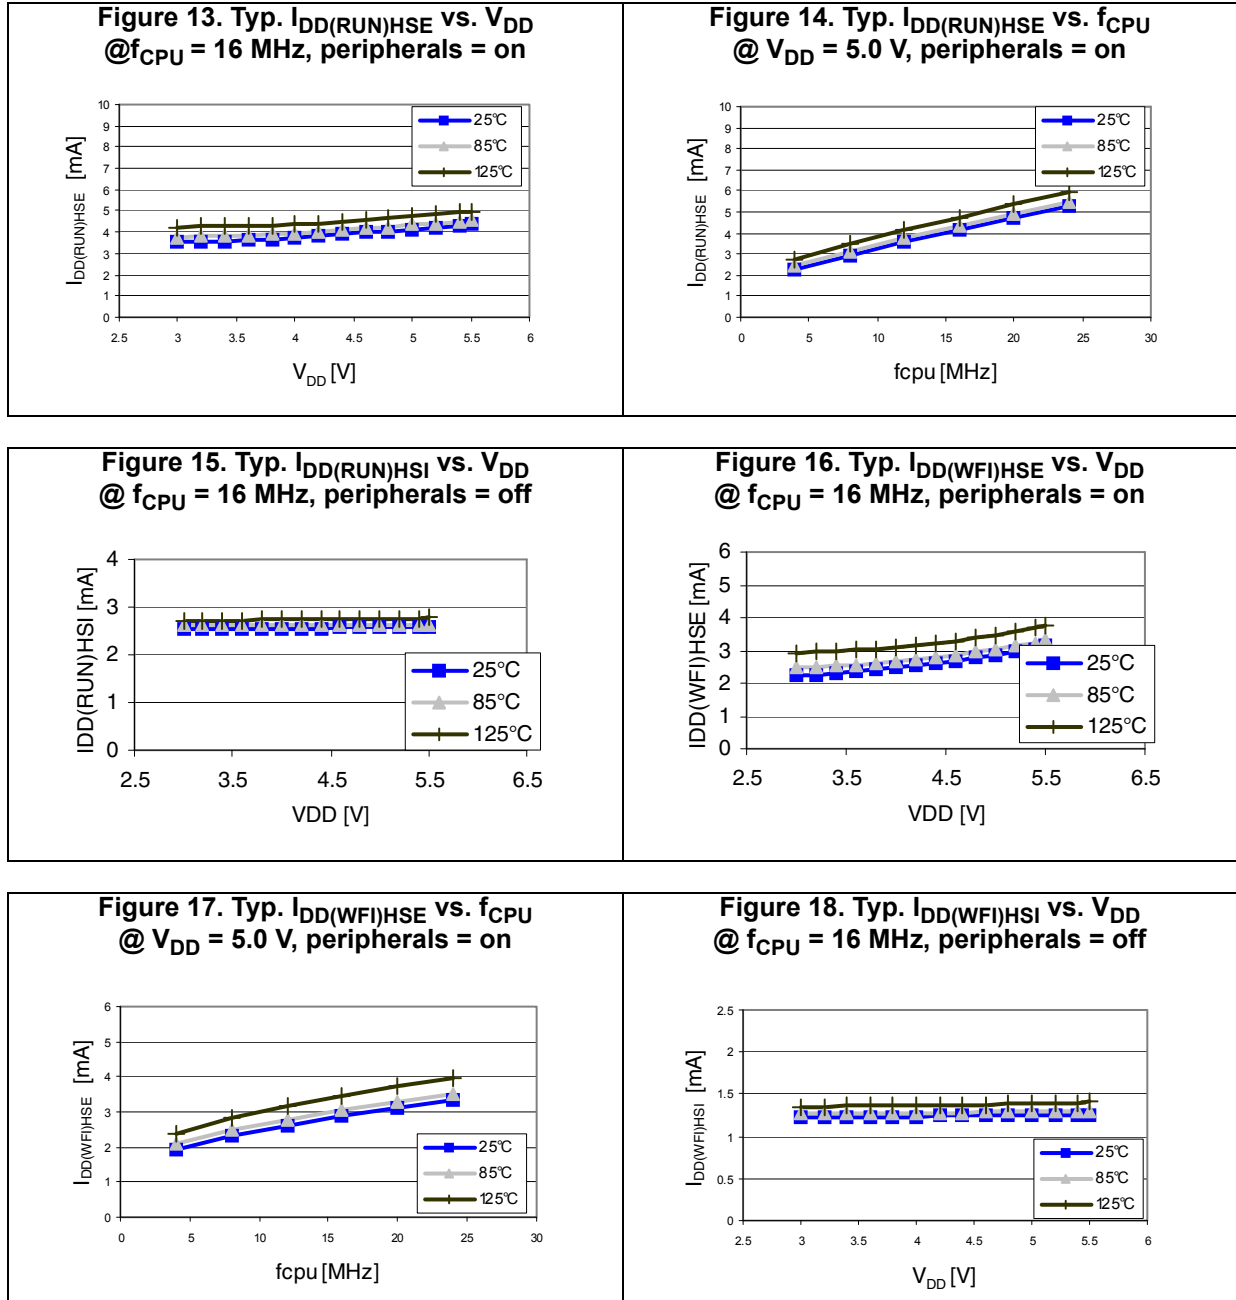 Figure 13. Typ. IDD(RUN)HSE vs. VDD
@fCPU = 16 MHz, peripherals = on
10
9
8
7
6
5
4
3
2
1
0
IDD(RUN)HSE [mA]
25°C
85°C
125°C
2.5 3 3.5 4 4.5 5 5.5 6
VDD [V]
Figure 14. Typ. IDD(RUN)HSE vs. fCPU
@ VDD = 5.0 V, peripherals = on
10
9
8
7
6
5
4
3
2
1
0
IDD(RUN)HSE [mA]
25°C
85°C
125°C
0 5 10 15 20 25 30
fcpu [MHz]
Figure 15. Typ. IDD(RUN)HSI vs. VDD
@ fCPU = 16 MHz, peripherals = off
4
3
2
1
0
IDD(RUN)HSI [mA]
25°C
85°C
125°C
2.5 3.5 4.5 5.5 6.5
VDD [V]
Figure 16. Typ. IDD(WFI)HSE vs. VDD
@ fCPU = 16 MHz, peripherals = on
6
5
4
3
2
1
0
IDD(WFI)HSE [mA]
25°C
85°C
125°C
2.5 3.5 4.5 5.5 6.5
VDD [V]
Figure 17. Typ. IDD(WFI)HSE vs. fCPU
@ VDD = 5.0 V, peripherals = on
6
5
4
3
2
1
0
IDD(WFI)HSE [mA]
25°C
85°C
125°C
0 5 10 15 20 25 30
fcpu [MHz]
Figure 18. Typ. IDD(WFI)HSI vs. VDD
@ fCPU = 16 MHz, peripherals = off
2.5
2
1.5
1
0.5
0
IDD(WFI)HSI [mA]
25°C
85°C
125°C
2.5 3 3.5 4 4.5 5 5.5 6
VDD [V]